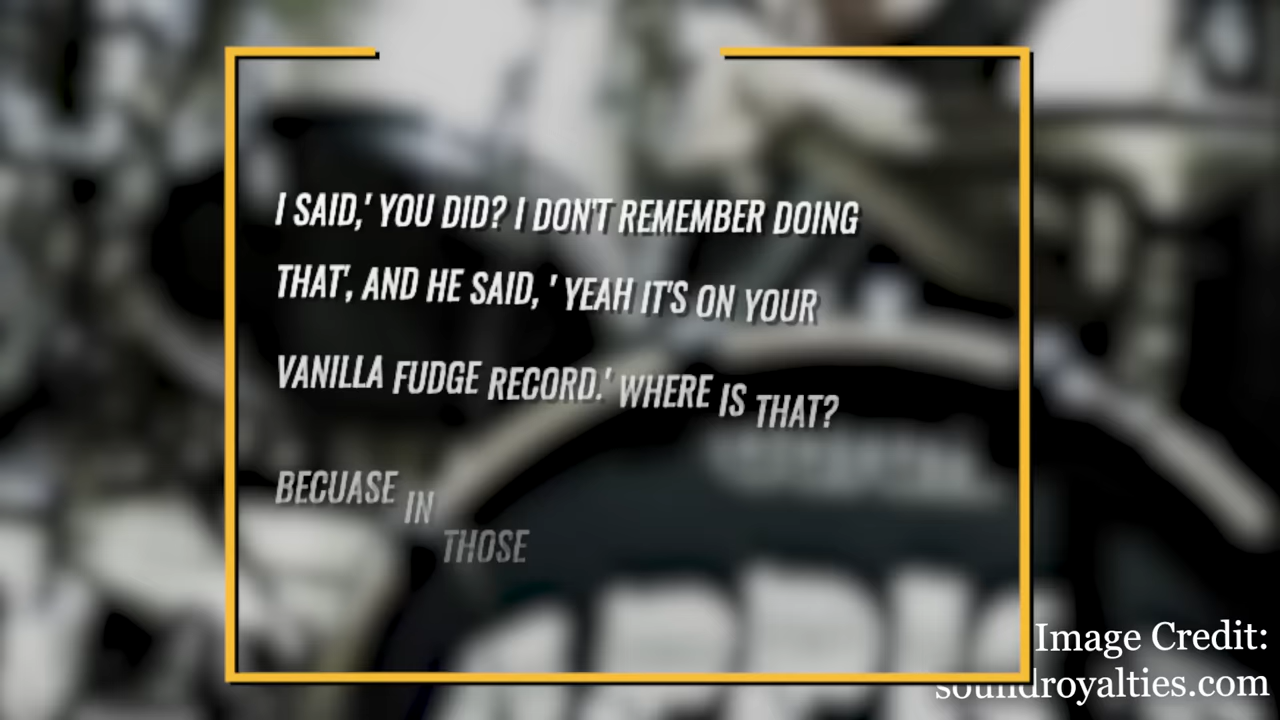 I SAID,' YOU DID? I DON'T REMEMBER DOING
THAT', AND HE SAID, ' YEAH IT'S ON YOUR
VANILLA FUDGE RECORD.' WHERE IS THAT?
BECUASE IN THOSE
Image Credit:
soundroyalties.com